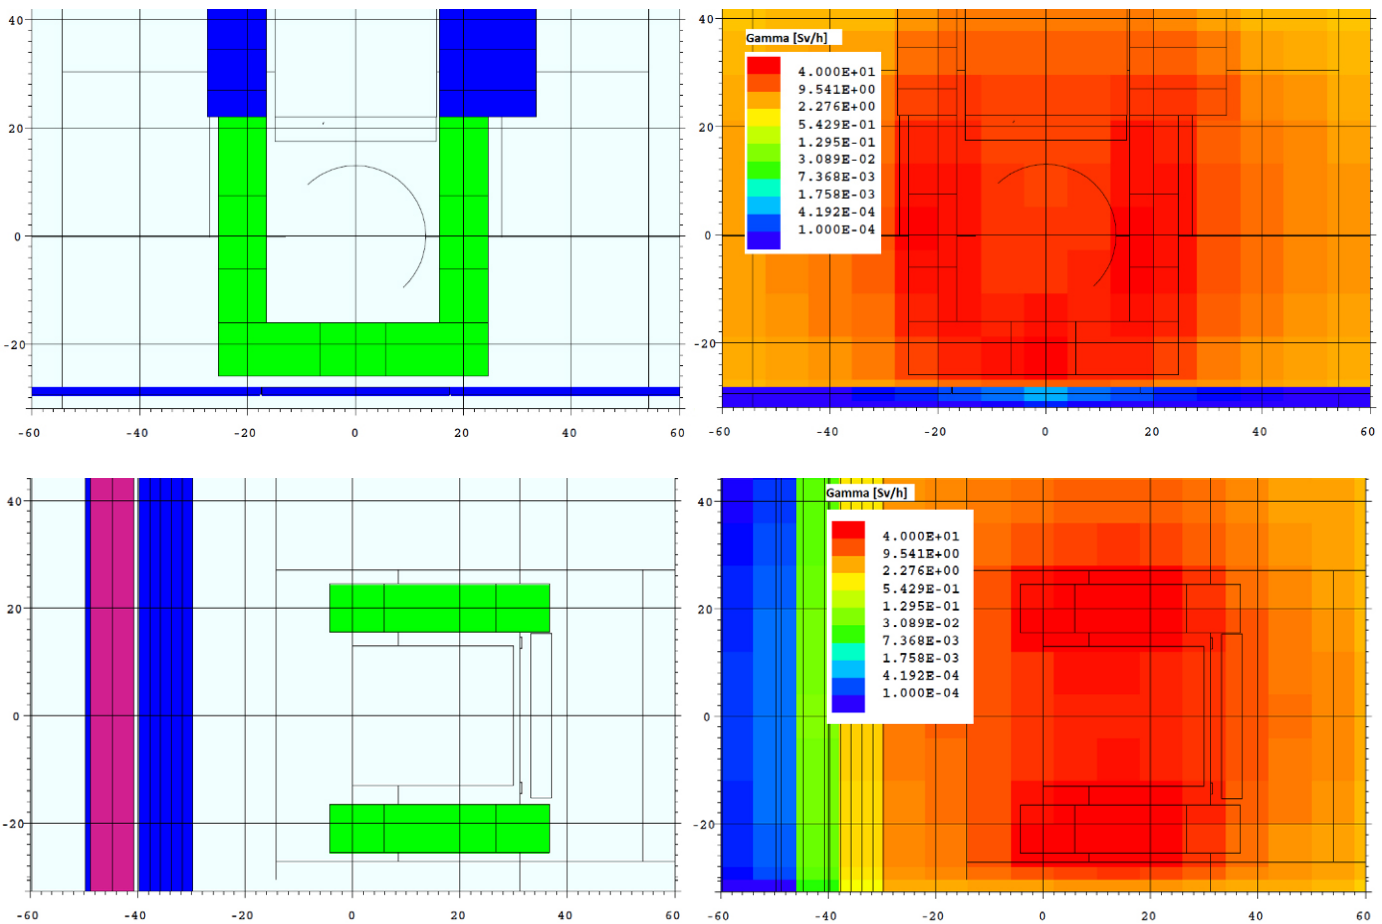 40
20
0
-20
-60
-40
-20
0
20
40
60
Gamma [Sv/h]
4.000E+01
9.541E+00
2.276E+00
5.429E-01
1.295E-01
3.089E-02
7.368E-03
1.758E-03
4.192E-04
1.000E-04
40
20
0
-20
-60
-40
-20
0
20
40
60
40
20
0
-20
-60
-40
-20
0
20
40
60
Gamma [Sv/h]
4.000E+01
9.541E+00
2.276E+00
5.429E-01
1.295E-01
3.089E-02
7.368E-03
1.758E-03
4.192E-04
1.000E-04
40
20
0
-20
-60
-40
-20
0
20
40
60